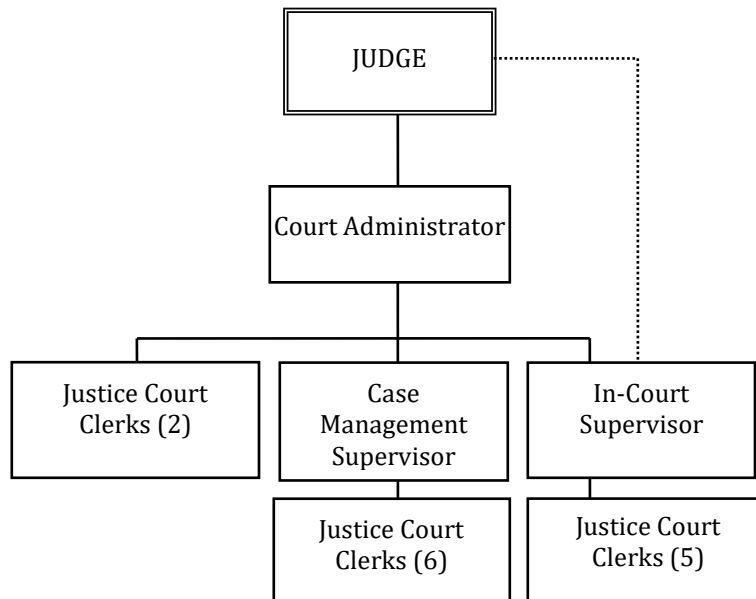 JUDGE
Court Administrator
Justice Court
Clerks (2)
Case
Management
Supervisor
In-Court
Supervisor
Justice Court
Clerks (6)
Justice Court
Clerks (5)